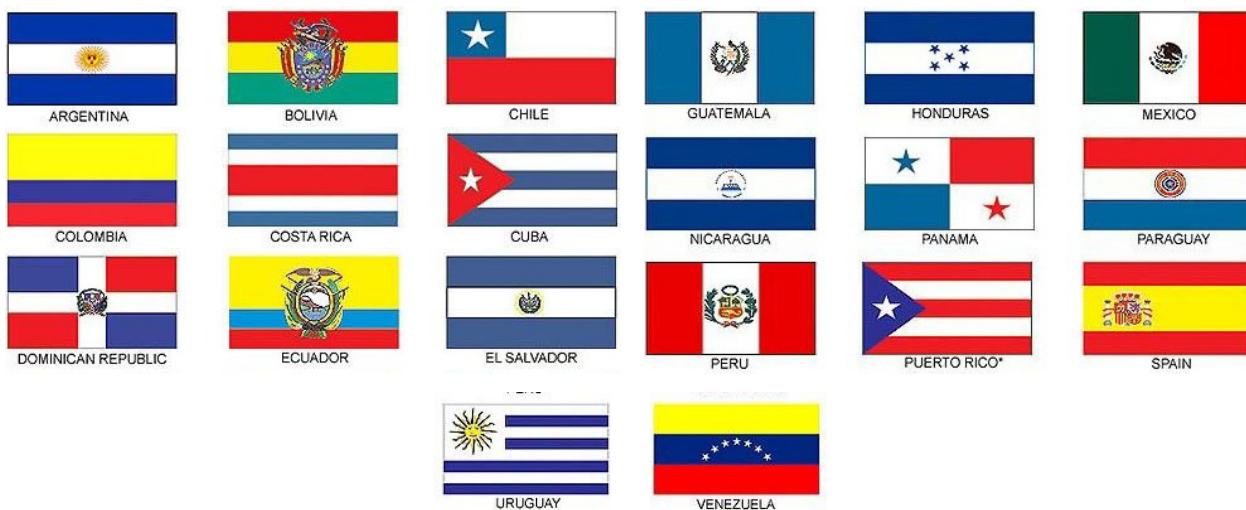 ARGENTINA
BOLIVIA
CHILE
GUATEMALA
HONDURAS
MEXICO
COLOMBIA
COSTA RICA
CUBA
NICARAGUA
PANAMA
PARAGUAY
DOMINICAN REPUBLIC
ECUADOR
EL SALVADOR
PERU
PUERTO RICO*
SPAIN
URUGUAY
VENEZUELA